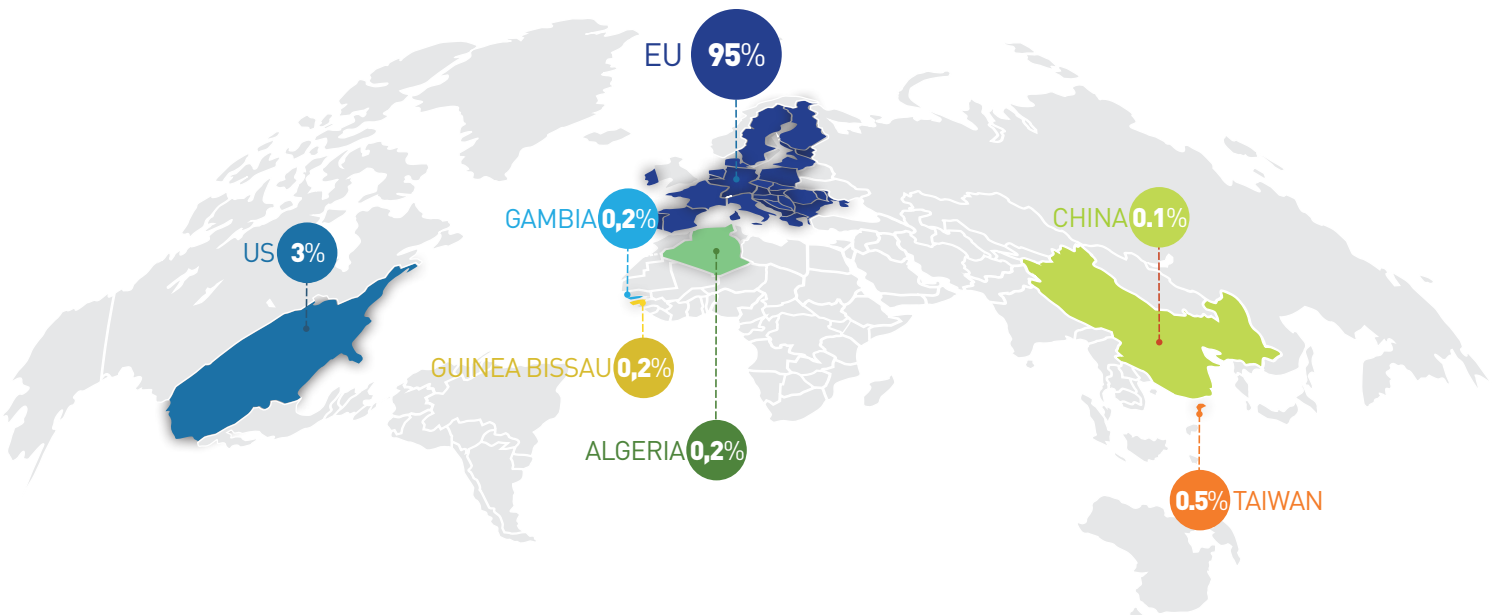 EU 95%
GAMBIA 0,2%
CHINA 0.1%
US 3%
GUINEA BISSAU 0,2%
ALGERIA 0,2%
0.5% TAIWAN